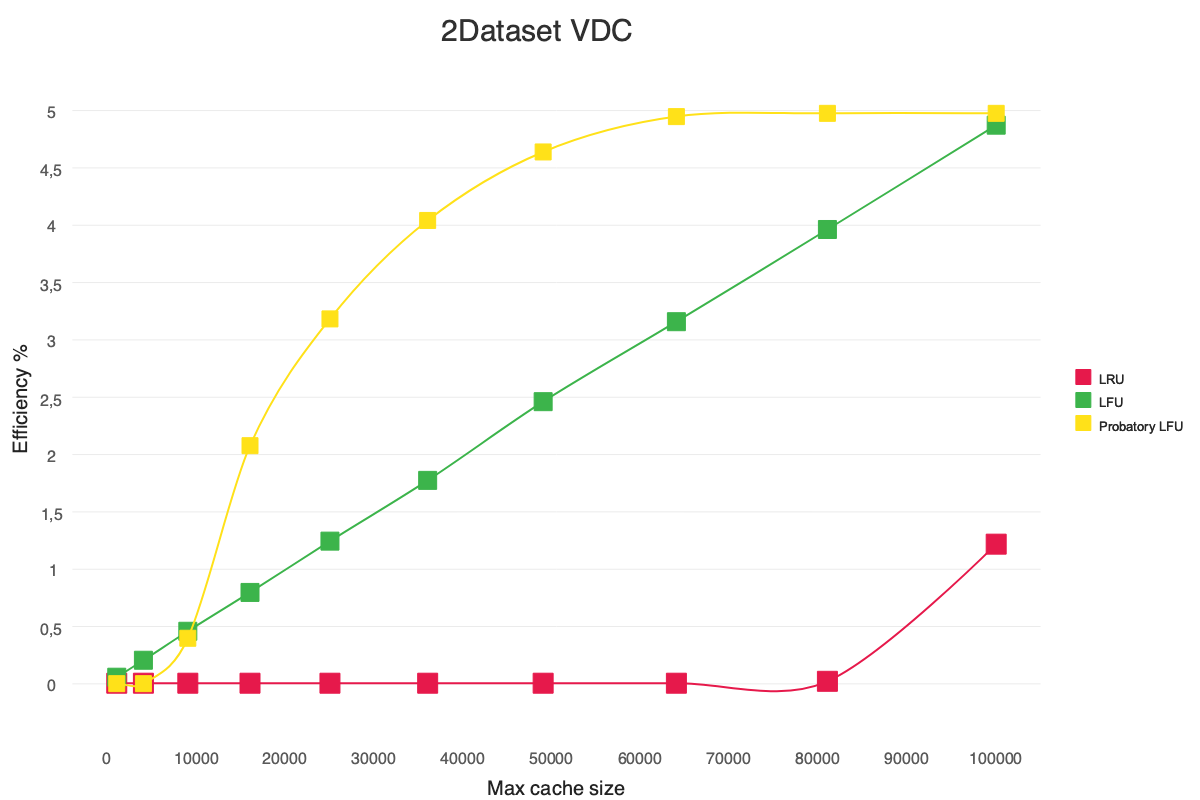 2Dataset VDC
5
4,5
4
3,5
3
2,5
2
1,5
1
0,5
0
Efficiency %
0 10000 20000 30000 40000 50000 60000 70000 80000 90000 100000
Max cache size
LRU
LFU
Probatory LFU